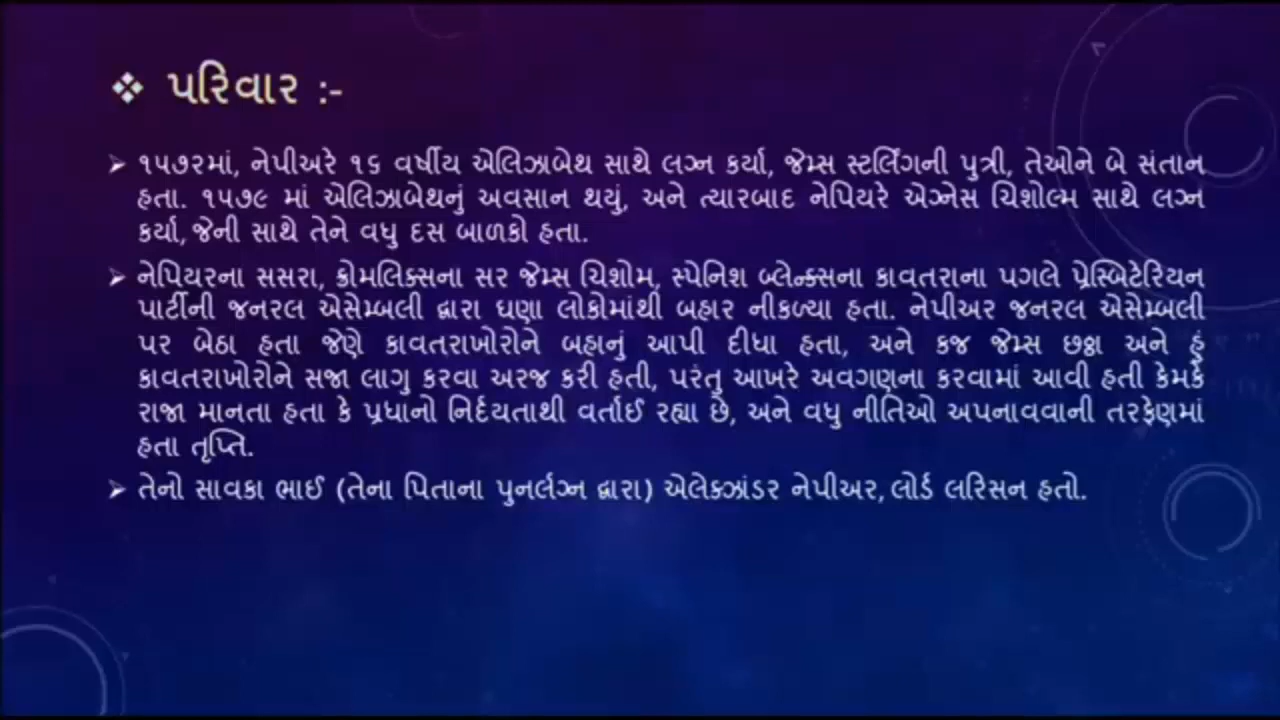 ❖ પરિવાર :-
➢ ૧૫૭૨માં, નેપીઅરે ૧૬ વર્ષીય એલિઝાબેથ સાથે લગ્ન કર્યા, જેમ્સ સ્ટર્લિંગની પુત્રી, તેઓને બે સંતાન
હતા. ૧૫૭૯ માં એલિઝાબેથનું અવસાન થયું, અને ત્યારબાદ નેપિયરે એગ્નેસ ચિશોલ્મ સાથે લગ્ન
કર્યા, જેની સાથે તેને વધુ દસ બાળકો હતા.
➢ નેપિયરના સસરા, ક્રોમલિક્સના સર જેમ્સ ચિશોમ, સ્પેનિશ બ્લેન્ક્સના કાવતરાના પગલે પ્રેસ્બિટેરિયન
પાર્ટીની જનરલ એસેમ્બલી દ્વારા ઘણા લોકોમાંથી બહાર નીકળ્યા હતા. નેપીઅર જનરલ એસેમ્બલી
પર બેઠા હતા જેણે કાવતરાખોરોને બહાનું આપી દીધા હતા, અને કજ જેમ્સ છઠ્ઠા અને હું
કાવતરાખોરોને સજા લાગુ કરવા અરજ કરી હતી, પરંતુ આખરે અવગણના કરવામાં આવી હતી કેમકે
રાજા માનતા હતા કે પ્રધાનો નિર્દયતાથી વર્તાઈ રહ્યા છે, અને વધુ નીતિઓ અપનાવવાની તરફેણમાં
હતા તૃપ્તિ.
➢ તેનો સાવકા ભાઈ (તેના પિતાના પુનર્લગ્ન દ્વારા) એલેક્ઝાંડર નેપીઅર, લોર્ડ લરિસન હતો.